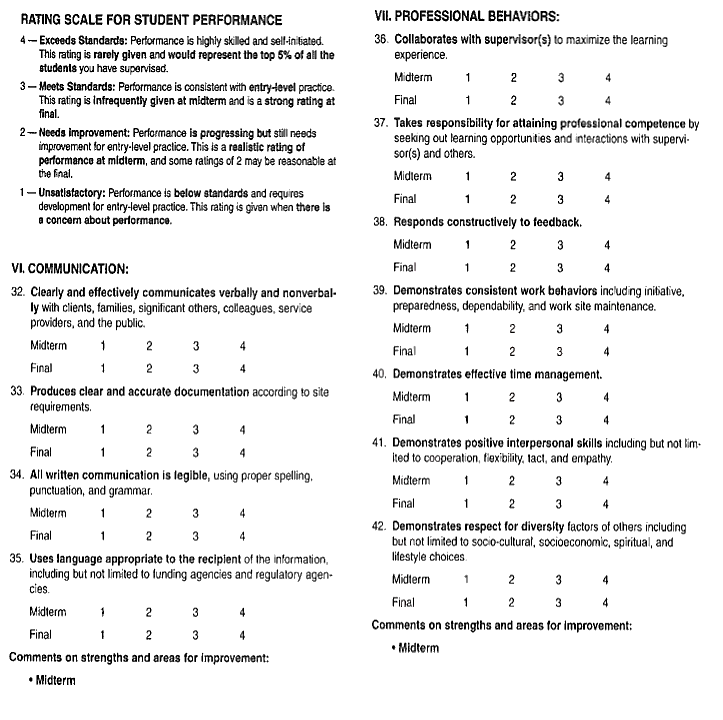 RATING SCALE FOR STUDENT PERFORMANCE
4 — Exceeds Standards: Performance is highly skilled and self-initiated.
This rating is rarely given and would represent the top 5% of all the
students you have supervised.
3 — Meets Standards: Performance is consistent with entry-level practice.
This rating is infrequently given at midterm and is a strong rating at
final.
2 — Needs improvement: Performance is progressing but still needs
improvement for entry-level practice. This is a realistic rating of
performance at midterm, and some ratings of 2 may be reasonable at
the final.
1 — Unsatisfactory: Performance is below standards and requires
development for entry-level practice. This rating is given when there is
a concern about performance.
VI. COMMUNICATION:
32. Clearly and effectively communicates verbally and nonverbal-
ly with clients, families, significant others, colleagues, service
providers, and the public.
Midterm 1 2 3 4
Final 1 2 3 4
33. Produces clear and accurate documentation according to site
requirements.
Midterm 1 2 3 4
Final 1 2 3 4
34. All written communication is legible, using proper spelling,
punctuation, and grammar.
Midterm 1 2 3 4
Final 1 2 3 4
35. Uses language appropriate to the recipient of the information,
including but not limited to funding agencies and regulatory agen-
cies.
Midterm 1 2 3 4
Final 1 2 3 4
Comments on strengths and areas for improvement:
• Midterm
VII. PROFESSIONAL BEHAVIORS:
36. Collaborates with supervisor(s) to maximize the learning
experience.
Midterm 1 2 3 4
Final 1 2 3 4
37. Takes responsibility for attaining professional competence by
seeking out learning opportunities and interactions with supervi-
sor(s) and others.
Midterm 1 2 3 4
Final 1 2 3 4
38. Responds constructively to feedback.
Midterm 1 2 3 4
Final 1 2 3 4
39. Demonstrates consistent work behaviors including initiative,
preparedness, dependability, and work site maintenance.
Midterm 1 2 3 4
Final 1 2 3 4
40. Demonstrates effective time management.
Midterm 1 2 3 4
Final 1 2 3 4
41. Demonstrates positive interpersonal skills including but not lim-
ited to cooperation, flexibility, tact, and empathy.
Midterm 1 2 3 4
Final 1 2 3 4
42. Demonstrates respect for diversity factors of others including
but not limited to socio-cultural, socioeconomic, spiritual, and
lifestyle choices.
Midterm 1 2 3 4
Final 1 2 3 4
Comments on strengths and areas for improvement:
• Midterm